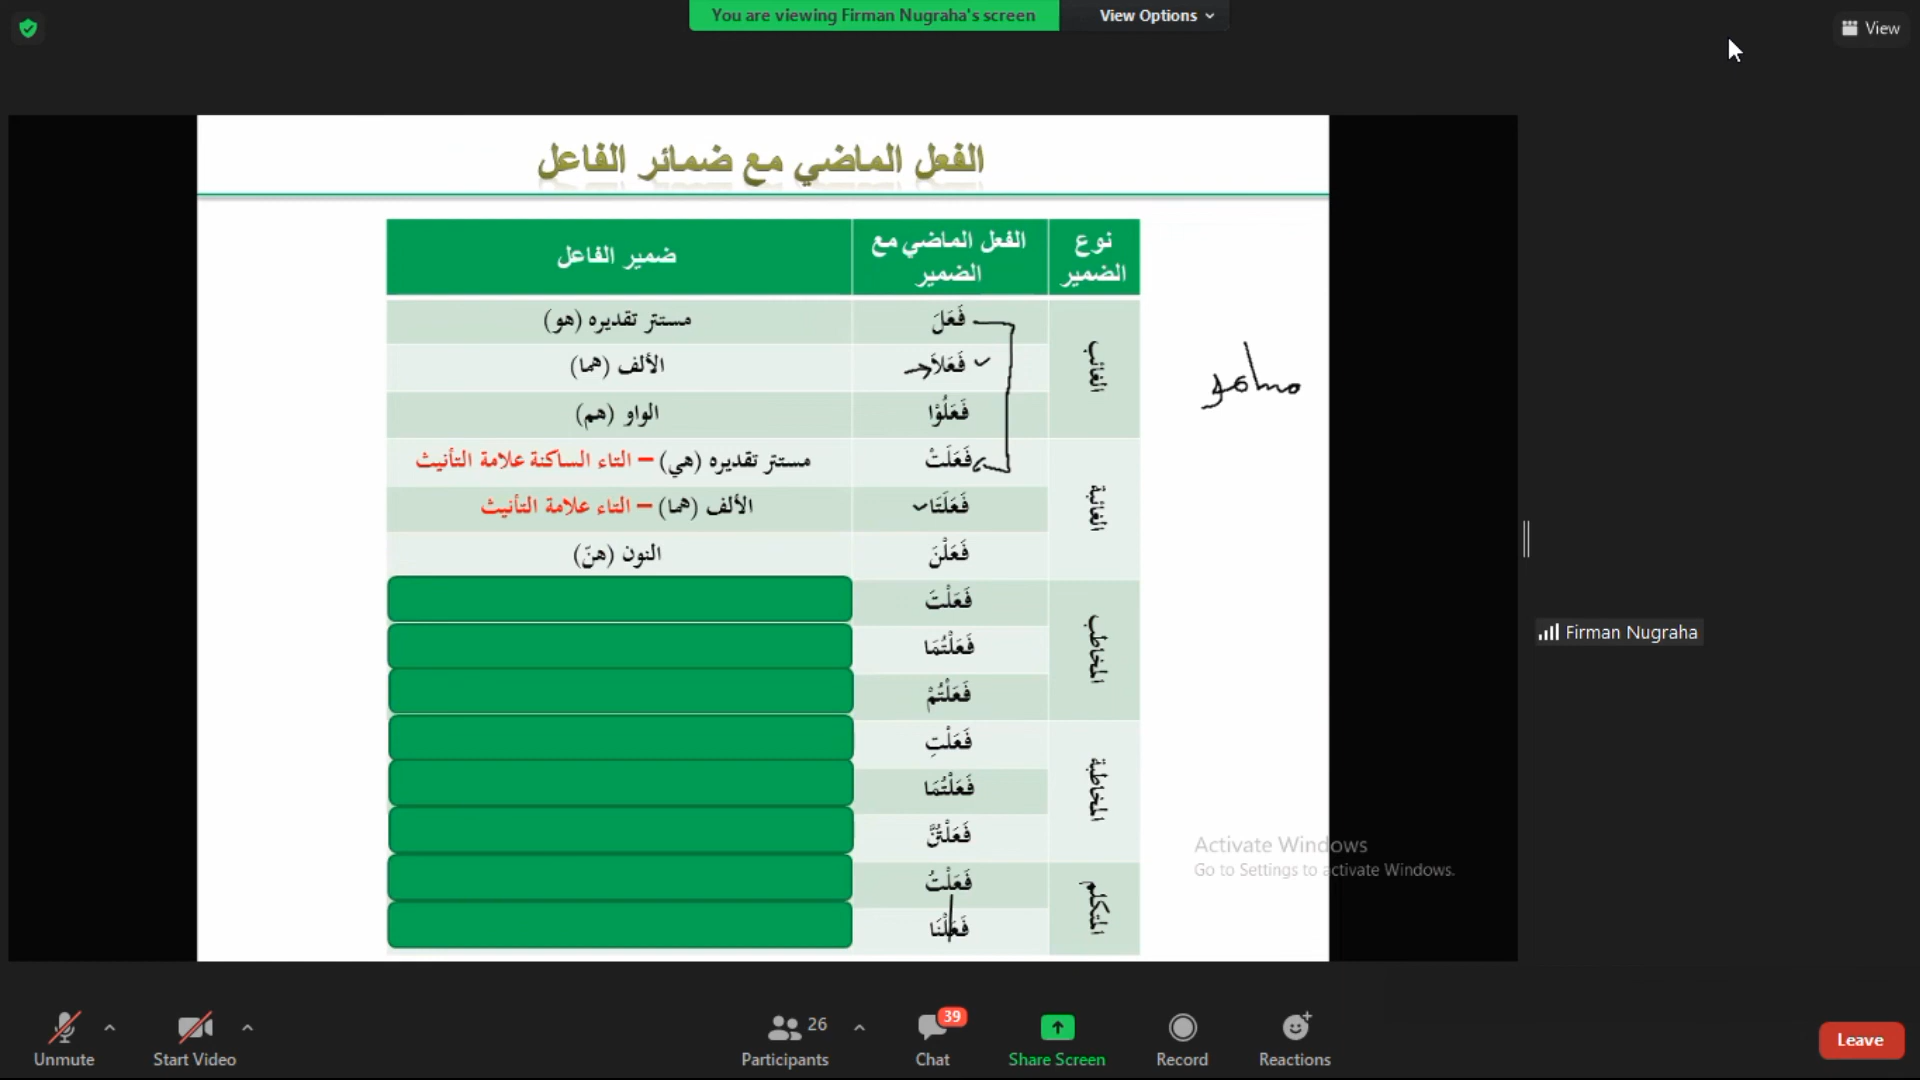 You are viewing Firman Nugraha's screen
View Options
View
الفعل الماضي مع ضمائر الفاعل
نوع الضمير
الفعل الماضي مع الضمير
ضمير الفاعل
الغائب
فَعَلَ
مستتر تقديره (هو)
فَعَلاَ
الألف (هما)
فَعَلُوْا
الواو (هم)
الغائبة
فَعَلَتْ
مستتر تقديره (هي) – التاء الساكنة علامة التأنيث
فَعَلَتَا
الألف (هما) – التاء علامة التأنيث
فَعَلْنَ
النون (هنّ)
المخاطب
فَعَلْتَ
فَعَلْتُمَا
فَعَلْتُمْ
المخاطبة
فَعَلْتِ
فَعَلْتُمَا
فَعَلْتُنَّ
المتكلم
فَعَلْتُ
فَعَلْنَا
Firman Nugraha
Activate Windows
Go to Settings to activate Windows.
Unmute
Start Video
26
Participants
39
Chat
Share Screen
Record
Reactions
Leave